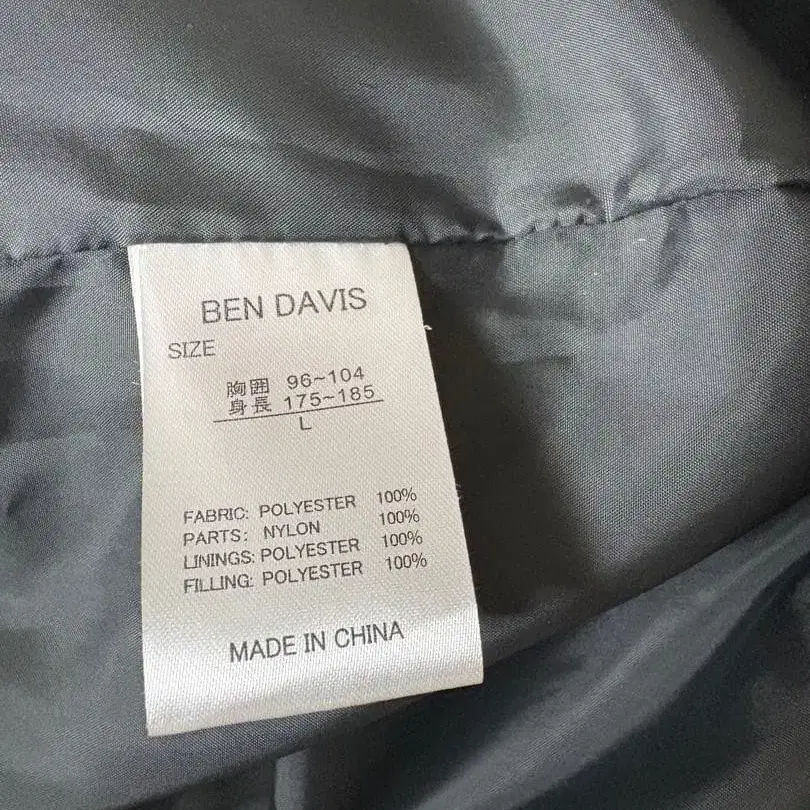 BEN DAVIS
SIZE
胸囲 96~104
身長 175~185
L
FABRIC: POLYESTER 100%
PARTS: NYLON 100%
LININGS: POLYESTER 100%
FILLING: POLYESTER 100%
MADE IN CHINA